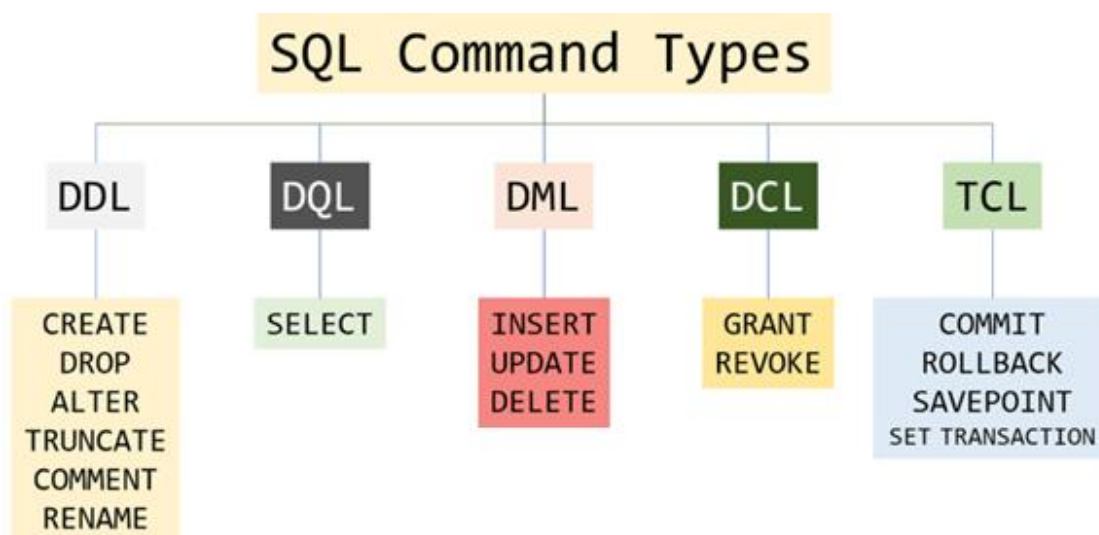 SQL Command Types
DDL
DQL
DML
DCL
TCL
CREATE
DROP
ALTER
TRUNCATE
COMMENT
RENAME
SELECT
INSERT
UPDATE
DELETE
GRANT
REVOKE
COMMIT
ROLLBACK
SAVEPOINT
SET TRANSACTION